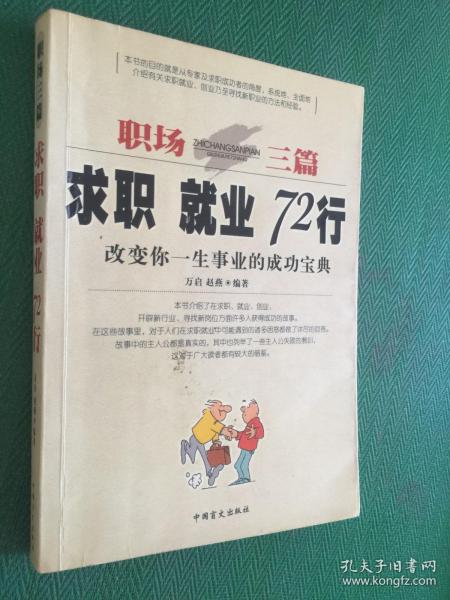 职场三篇 求职 就业 72行
本书的目的就是从专家及求职成功者的角度，系统地、全面地
介绍有关求职就业、创业乃至寻找新职业的方法和经验。
职场 三篇
ZHICHANGSANPIAN
求职 就业 72行
改变你一生事业的成功宝典
万启 赵燕 编著
本书介绍了在求职、就业、创业、
开辟新行业、寻找新岗位方面许多人获得成功的故事。
在这些故事里，对于人们在求职就业中可能遇到的诸多困惑都做了详尽的回答。
故事中的主人公都是真实的，其中也列举了一些主人公失败的教训，
这对于广大读者都有较大的借鉴。
中国盲文出版社
孔夫子旧书网
www.kongfz.com